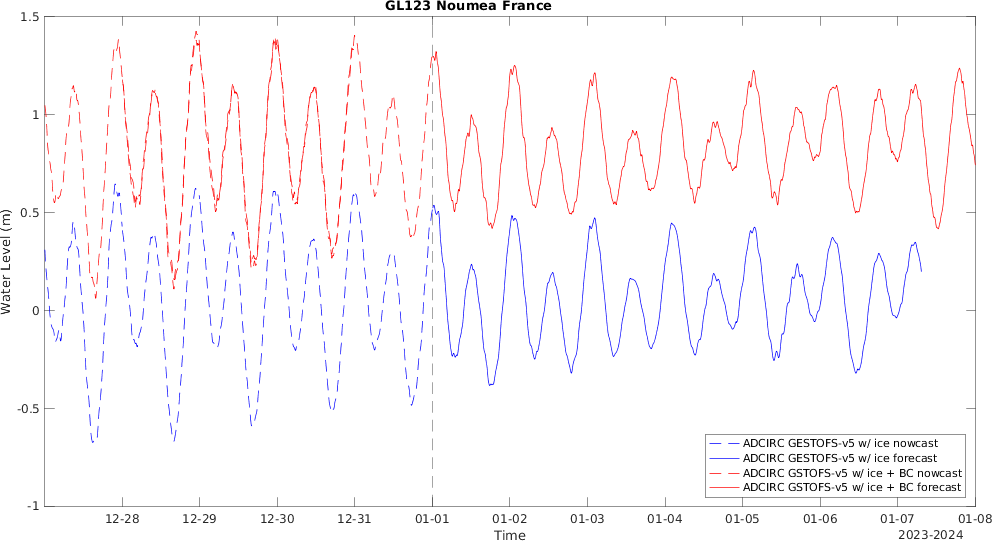 GL123 Noumea France
1.5
1
0.5
0
-0.5
-1
Water Level (m)
12-28 12-29 12-30 12-31 01-01 01-02 01-03 01-04 01-05 01-06 01-07 01-08
Time
2023-2024
ADCIRC GESTOFS-v5 w/ ice nowcast
ADCIRC GESTOFS-v5 w/ ice forecast
ADCIRC GSTOFS-v5 w/ ice + BC nowcast
ADCIRC GSTOFS-v5 w/ ice + BC forecast